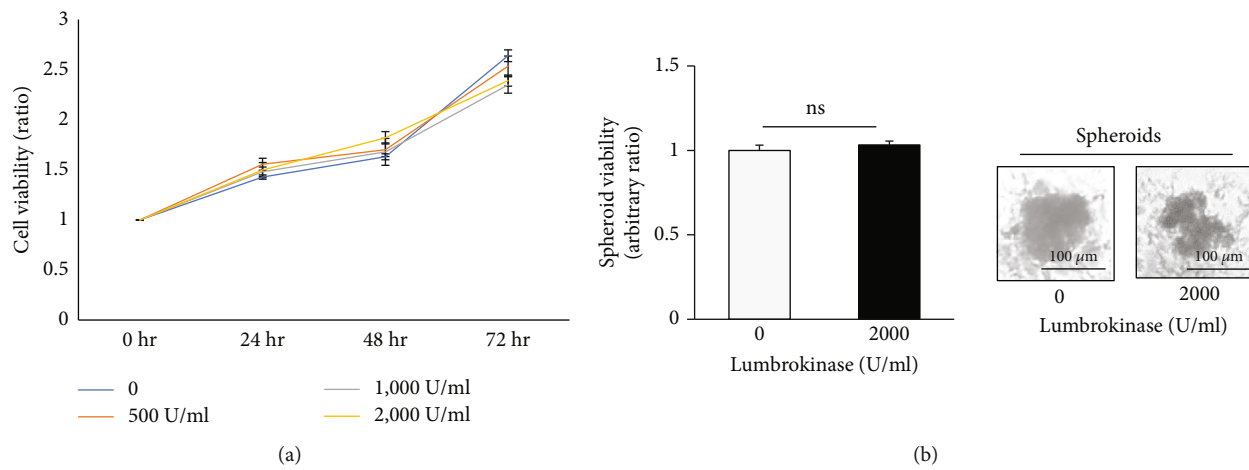 3
2.5
2
1.5
1
0.5
0
Cell viability (ratio)
0 hr
24 hr
48 hr
72 hr
0
500 U/ml
1,000 U/ml
2,000 U/ml
(a)
1.5
1
0.5
0
Spheroid viability
(arbitrary ratio)
ns
0
2000
Lumbrokinase (U/ml)
Spheroids
100 μm
100 μm
0
2000
Lumbrokinase (U/ml)
(b)